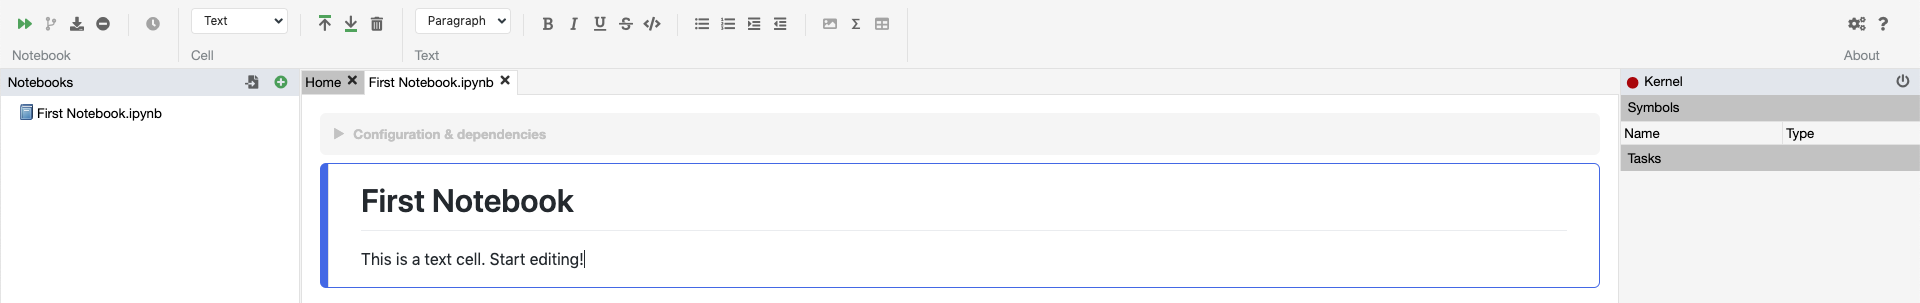 Text
Paragraph
B I U S </>
Σ
?
Notebook
Cell
Text
About
Notebooks
Home
First Notebook.ipynb
Kernel
First Notebook.ipynb
Symbols
Name
Type
Tasks
Configuration & dependencies
First Notebook
This is a text cell. Start editing!